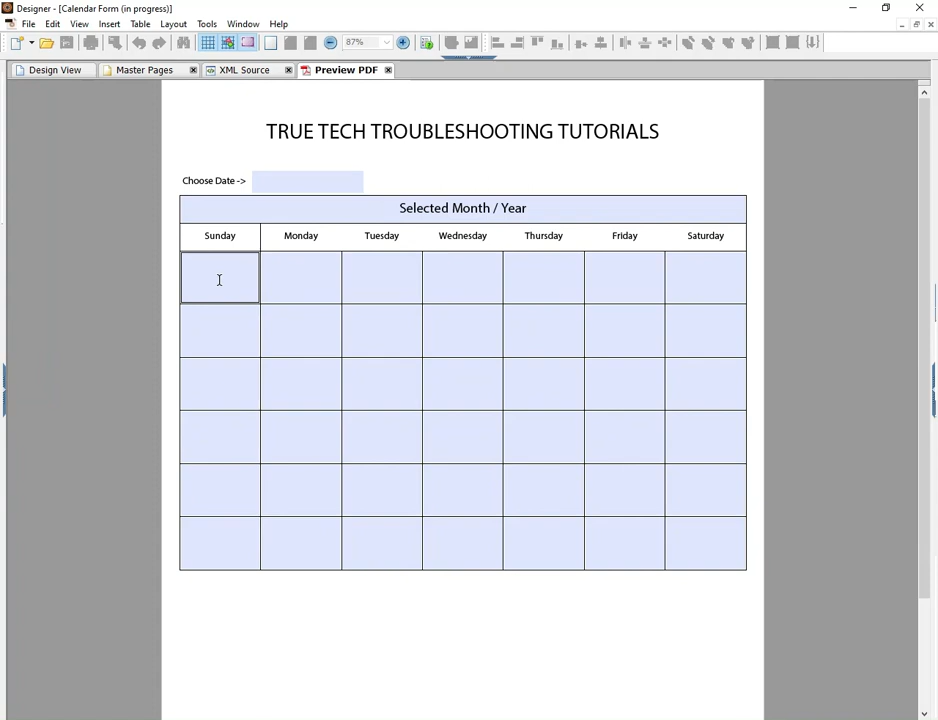 Designer - [Calendar Form (in progress)]
File Edit View Insert Table Layout Tools Window Help
87%
Design View Master Pages XML Source Preview PDF
TRUE TECH TROUBLESHOOTING TUTORIALS
Choose Date ->
Selected Month / Year
Sunday Monday Tuesday Wednesday Thursday Friday Saturday